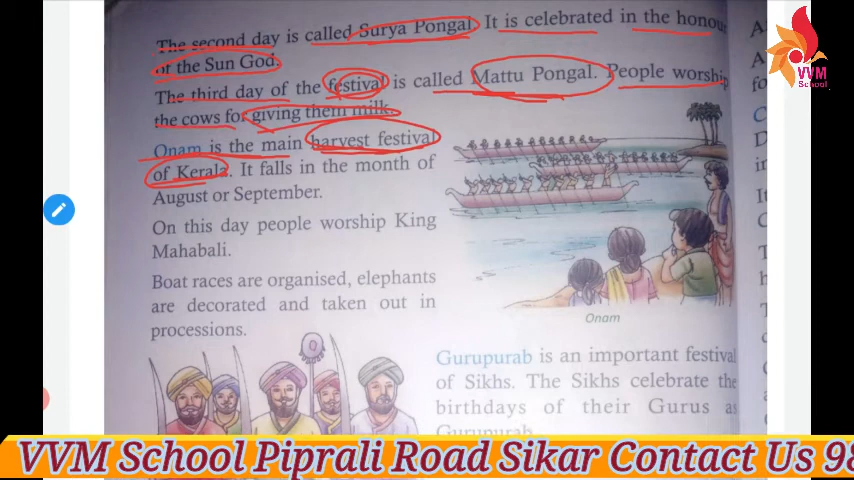 The second day is called Surya Pongal. It is celebrated in the honour
of the Sun God.
The third day of the festival is called Mattu Pongal. People worship
the cows for giving them milk.
Onam is the main harvest festival
of Kerala. It falls in the month of
August or September.
On this day people worship King
Mahabali.
Boat races are organised, elephants
are decorated and taken out in
processions.
Onam
Gurupurab is an important festival
of Sikhs. The Sikhs celebrate the
birthdays of their Gurus as
Gurupurab.
VVM
School
VVM School Piprali Road Sikar Contact Us 98